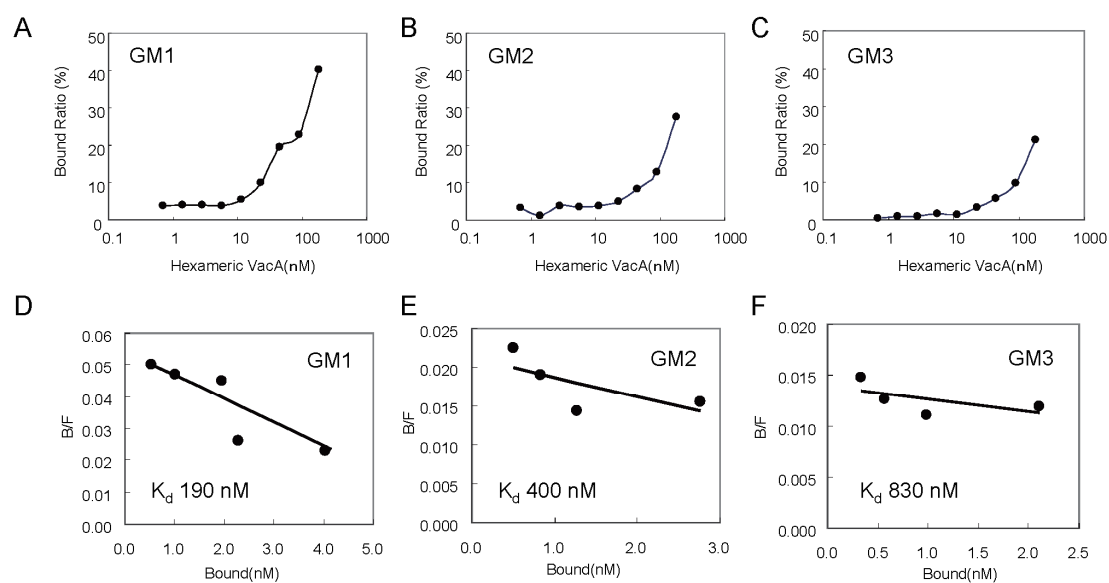 A
GM1
50
40
30
20
10
0
0.1
1
10
100
1000
Bound Ratio (%)
Hexameric VacA(nM)
B
GM2
50
40
30
20
10
0
0.1
1
10
100
1000
Bound Ratio (%)
Hexameric VacA(nM)
C
GM3
50
40
30
20
10
0
0.1
1
10
100
1000
Bound Ratio (%)
Hexameric VacA(nM)
D
GM1
0.06
0.05
0.04
0.03
0.02
0.01
0.00
B/F
Kd 190 nM
0.0
1.0
2.0
3.0
4.0
5.0
Bound(nM)
E
GM2
0.025
0.020
0.015
0.010
0.005
0.000
B/F
Kd 400 nM
0.0
1.0
2.0
3.0
Bound(nM)
F
GM3
0.020
0.015
0.010
0.005
0.000
B/F
Kd 830 nM
0.0
0.5
1.0
1.5
2.0
2.5
Bound(nM)